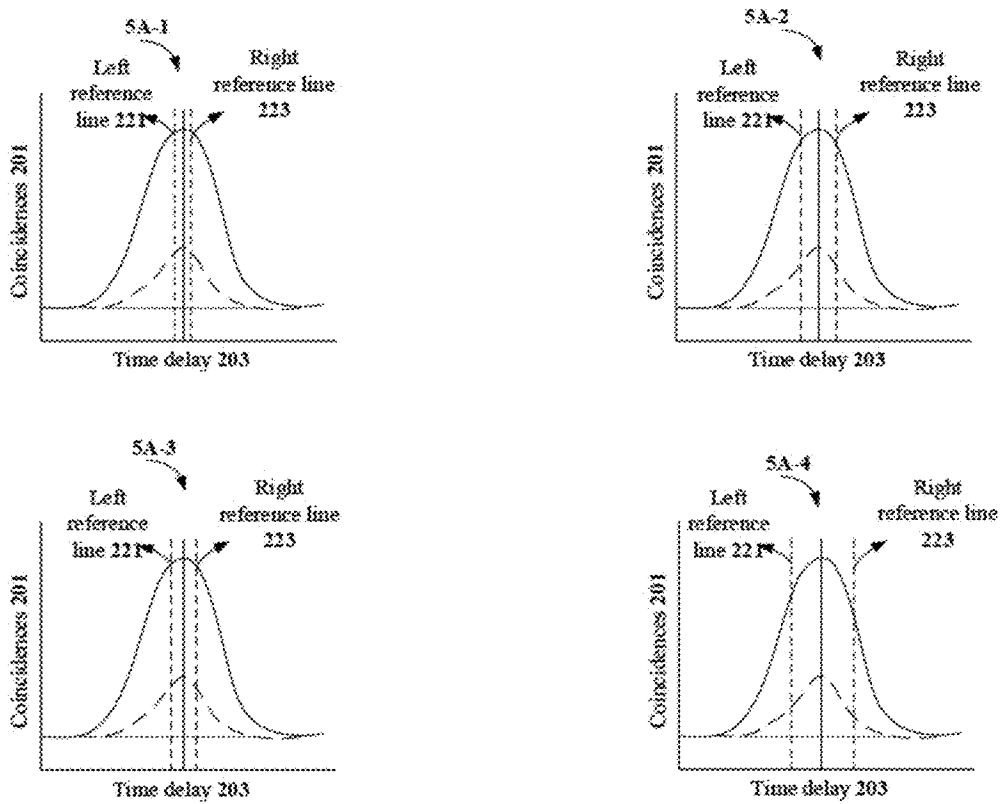 5A-1
Left
reference
line 221
Right
reference line
223
Coincidences 201
Time delay 203
5A-2
Left
reference
line 221
Right
reference line
223
Coincidences 201
Time delay 203
5A-3
Left
reference
line 221
Right
reference line
223
Coincidences 201
Time delay 203
5A-4
Left
reference
line 221
Right
reference line
223
Coincidences 201
Time delay 203